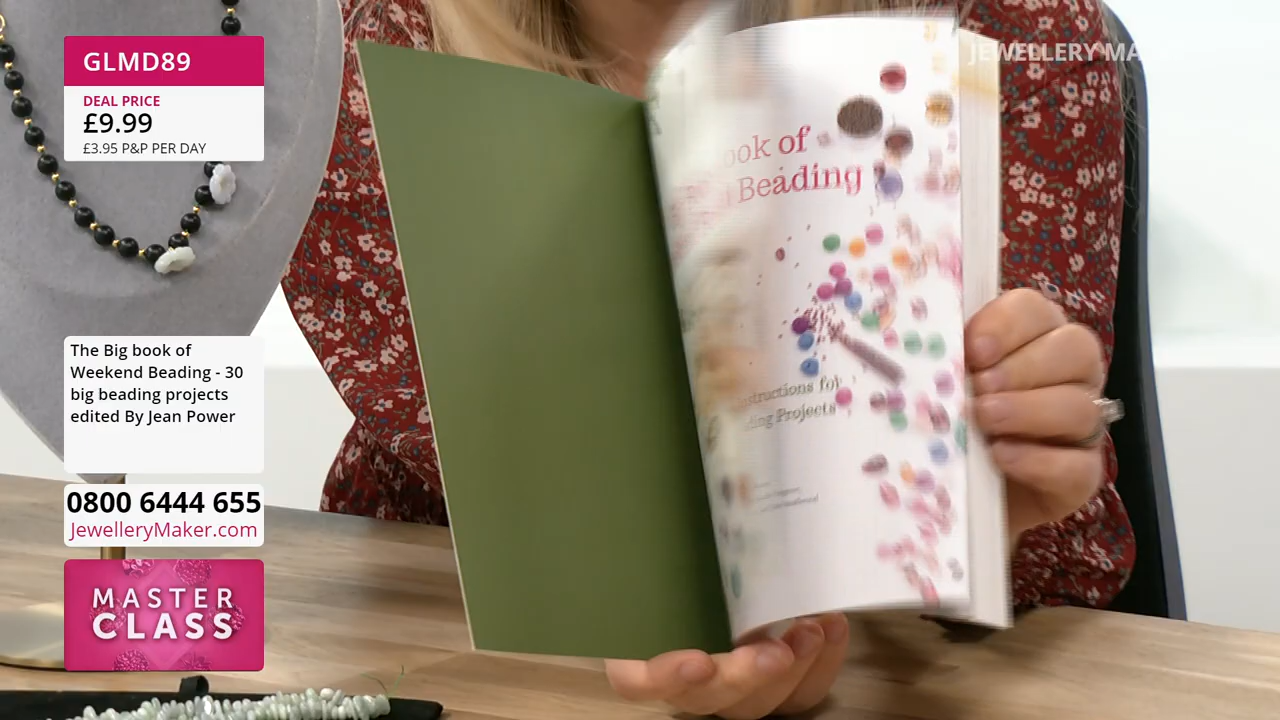 GLMD89
DEAL PRICE
£9.99
£3.95 P&P PER DAY
The Big book of
Weekend Beading - 30
big beading projects
edited By Jean Power
0800 6444 655
JewelleryMaker.com
MASTER
CLASS
JEWELLERY MA
ook of
Beading
nstructions for
ding Projects